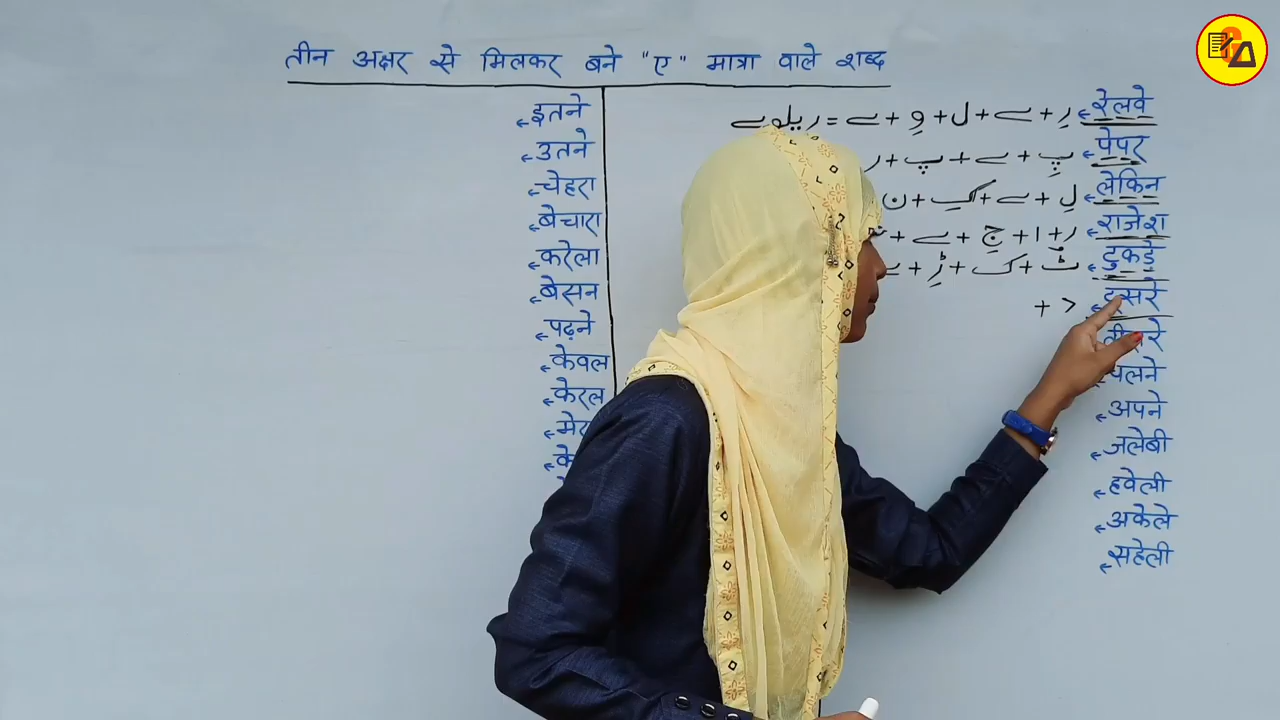 तीन अक्षर से मिलकर बने "ए" मात्रा वाले शब्द
रेलवे ← رِ + ے + ل + وِ + ے = ریلوے
पेपर ← پِ + ے + پ + ر
लेकिन ← لِ + ے + کِ + ن
राजेश ← ر + ا + جِ + ے +
टुकड़े ← ٹ + ک + ڑِ +
दूसरे ← د +
चलने
अपने
जलेबी
हवेली
अकेले
सहेली
इतने
उतने
चेहरा
बेचारा
करेला
बेसन
पढ़ने
केवल
केरल